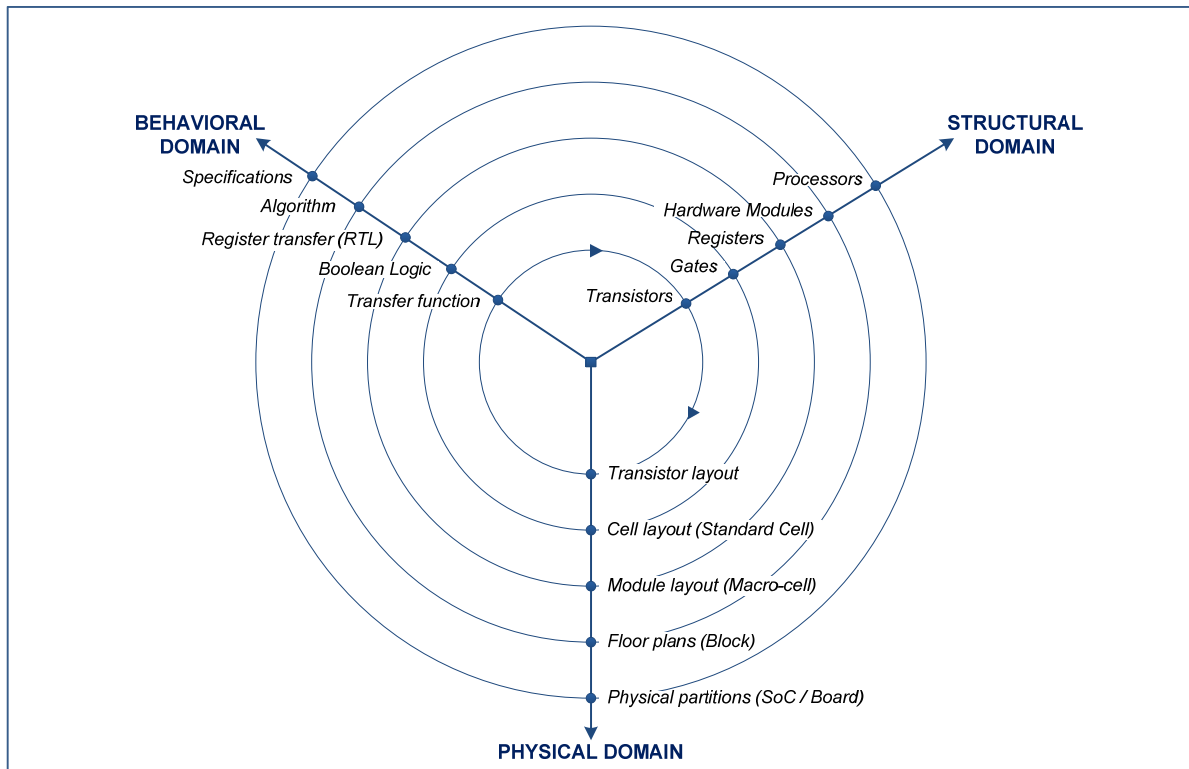 BEHAVIORAL
DOMAIN
STRUCTURAL
DOMAIN
Specifications
Algorithm
Register transfer (RTL)
Boolean Logic
Transfer function
Processors
Hardware Modules
Registers
Gates
Transistors
Transistor layout
Cell layout (Standard Cell)
Module layout (Macro-cell)
Floor plans (Block)
Physical partitions (SoC / Board)
PHYSICAL DOMAIN